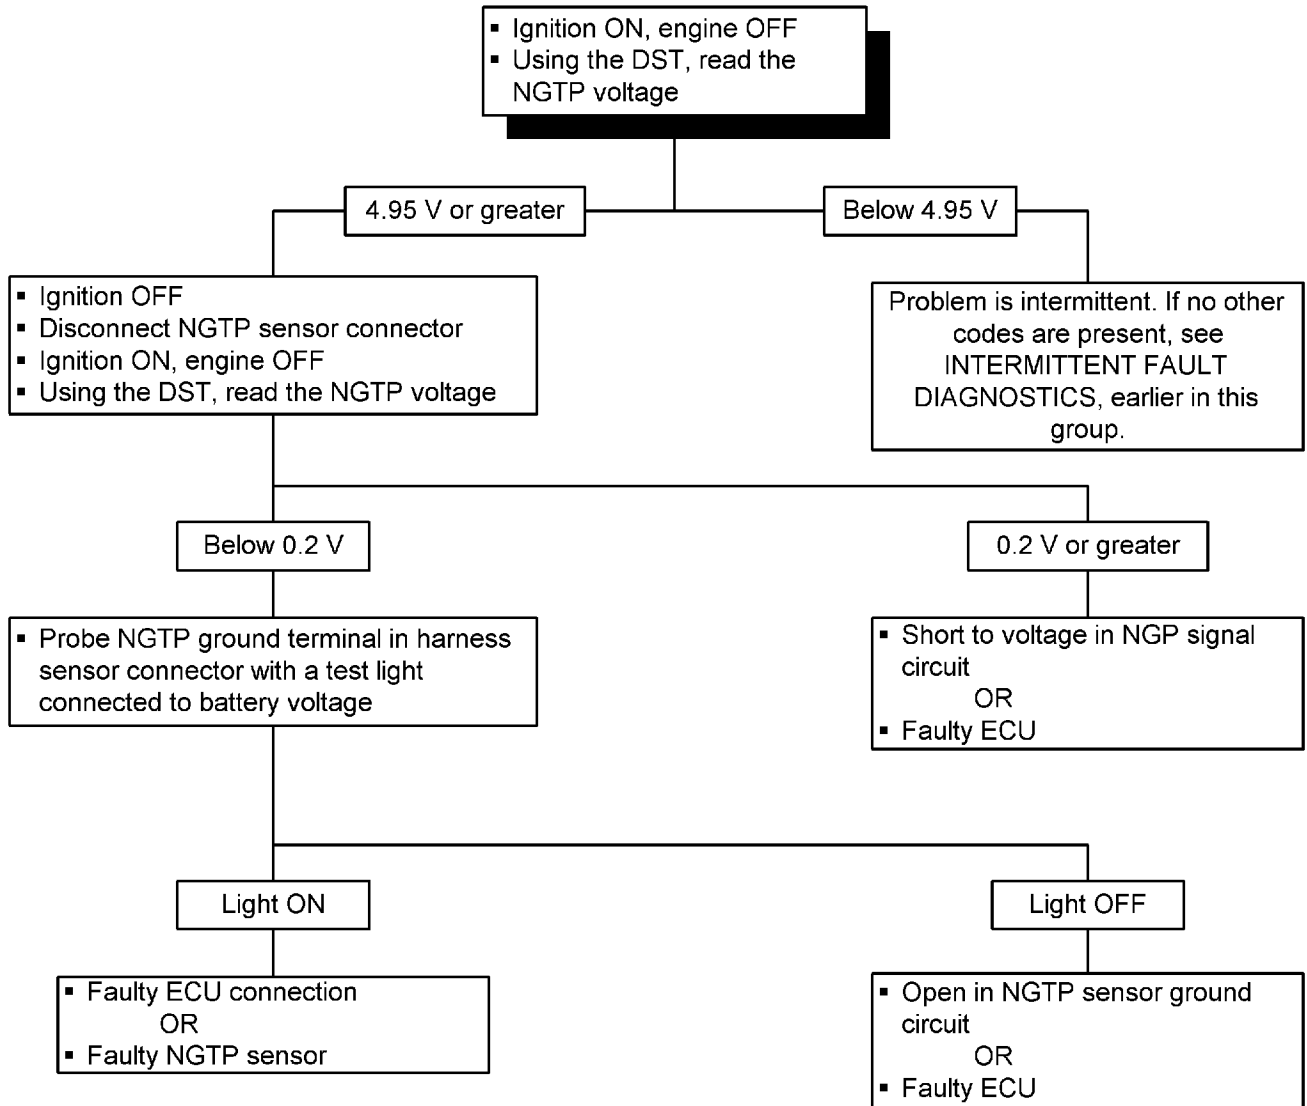 ▪ Ignition ON, engine OFF
▪ Using the DST, read the
NGTP voltage
4.95 V or greater
Below 4.95 V
▪ Ignition OFF
▪ Disconnect NGTP sensor connector
▪ Ignition ON, engine OFF
▪ Using the DST, read the NGTP voltage
Problem is intermittent. If no other
codes are present, see
INTERMITTENT FAULT
DIAGNOSTICS, earlier in this
group.
Below 0.2 V
0.2 V or greater
▪ Probe NGTP ground terminal in harness
sensor connector with a test light
connected to battery voltage
▪ Short to voltage in NGP signal
circuit
OR
▪ Faulty ECU
Light ON
Light OFF
▪ Faulty ECU connection
OR
▪ Faulty NGTP sensor
▪ Open in NGTP sensor ground
circuit
OR
▪ Faulty ECU